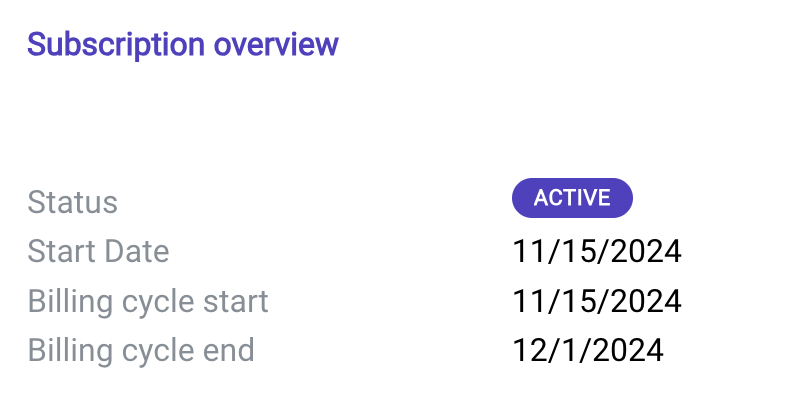 Subscription overview
Status ACTIVE
Start Date 11/15/2024
Billing cycle start 11/15/2024
Billing cycle end 12/1/2024